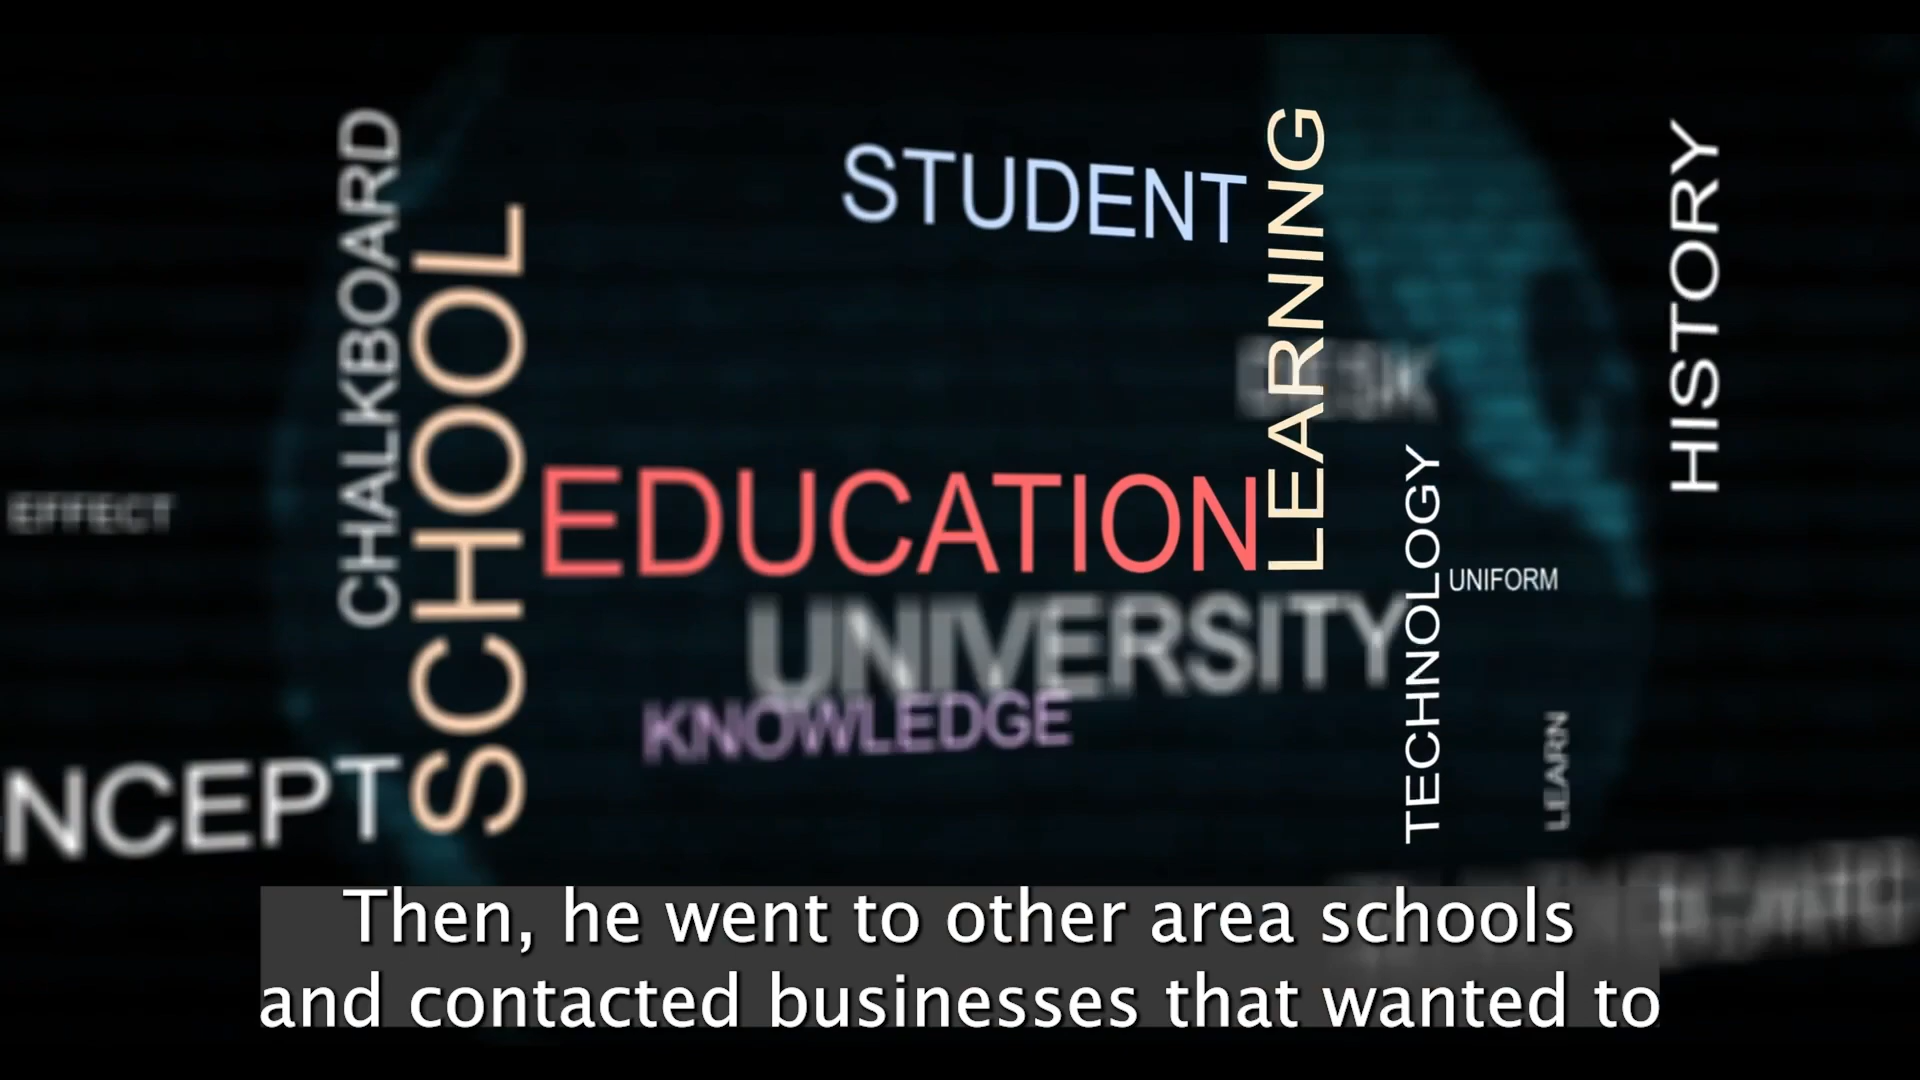 CHALKBOARD
SCHOOL
STUDENT
LEARNING
HISTORY
DESK
EFFECT
EDUCATION
TECHNOLOGY
UNIFORM
UNIVERSITY
KNOWLEDGE
LEARN
NCEPT
Then, he went to other area schools
and contacted businesses that wanted to